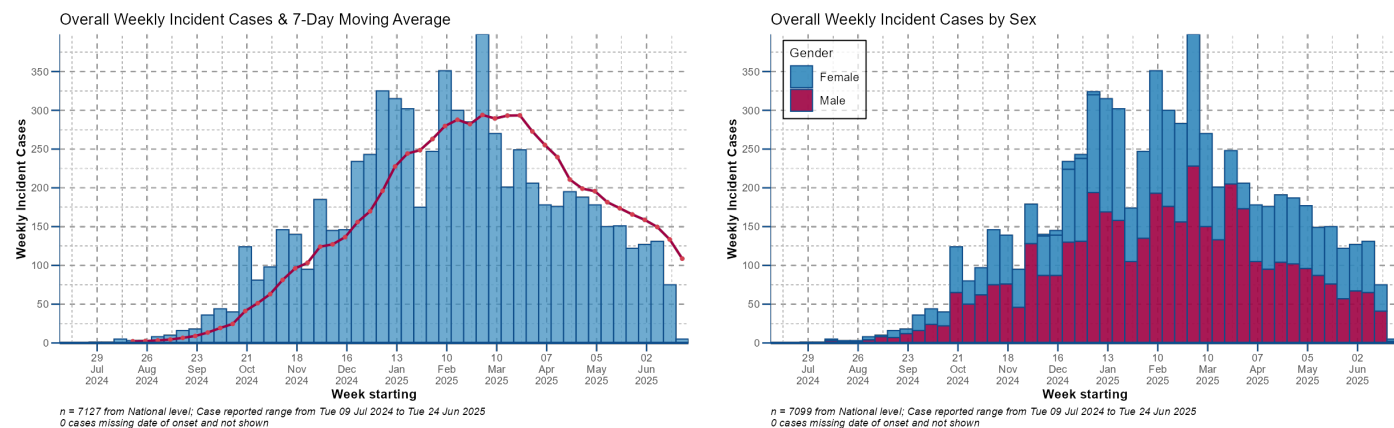 Overall Weekly Incident Cases & 7-Day Moving Average
Weekly Incident Cases
350
300
250
200
150
100
50
0
29 26 23 21 18 16 13 10 10 07 05 02
Jul Aug Sep Oct Nov Dec Jan Feb Mar Apr May Jun
2024 2024 2024 2024 2024 2024 2025 2025 2025 2025 2025 2025
Week starting
n = 7127 from National level; Case reported range from Tue 09 Jul 2024 to Tue 24 Jun 2025
0 cases missing date of onset and not shown
Overall Weekly Incident Cases by Sex
Gender
Female
Male
Weekly Incident Cases
350
300
250
200
150
100
50
0
29 26 23 21 18 16 13 10 10 07 05 02
Jul Aug Sep Oct Nov Dec Jan Feb Mar Apr May Jun
2024 2024 2024 2024 2024 2024 2025 2025 2025 2025 2025 2025
Week starting
n = 7099 from National level; Case reported range from Tue 09 Jul 2024 to Tue 24 Jun 2025
0 cases missing date of onset and not shown